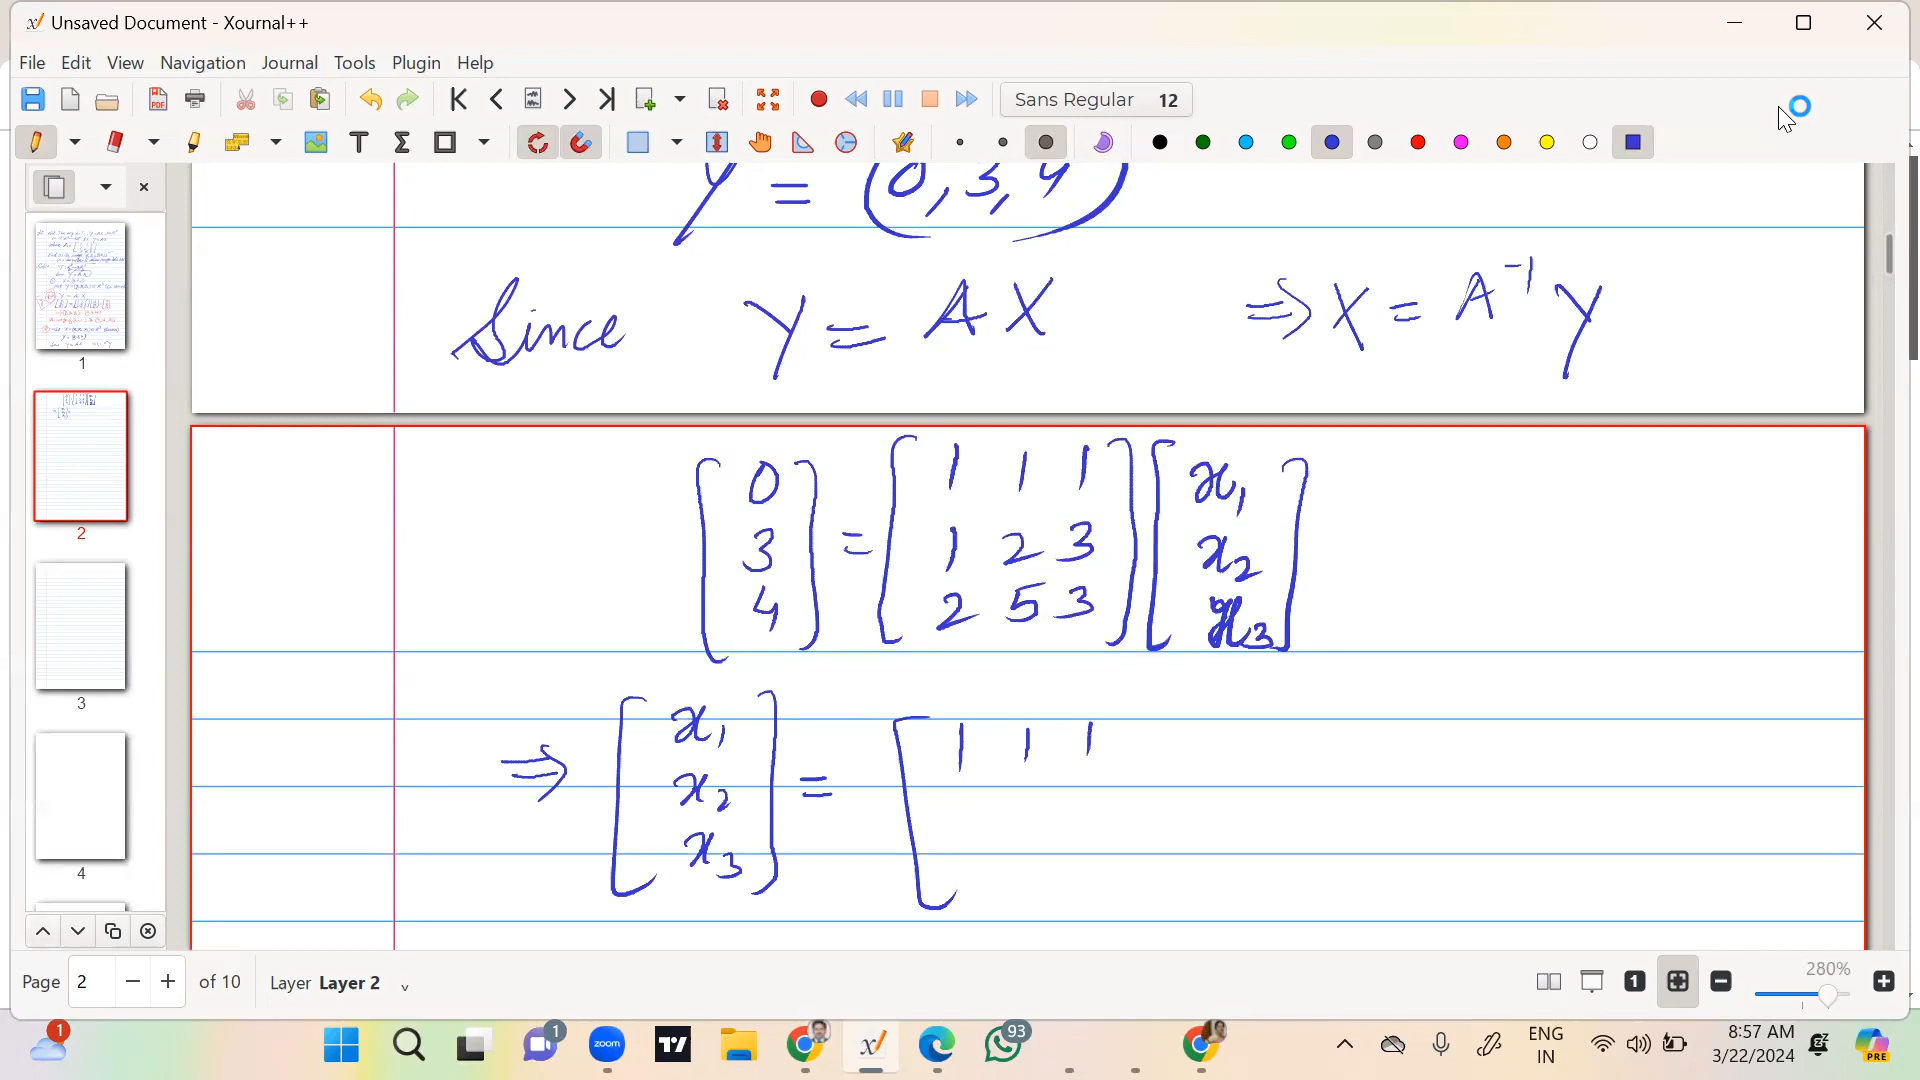 Unsaved Document - Xournal++
File Edit View Navigation Journal Tools Plugin Help
Sans Regular 12
y = (0, 3, 4)
Since Y = A X ⇒ X = A⁻¹ Y
1
0 1 1 1 x₁
3 = 1 2 3 x₂
4 2 5 3 x₃
2
x₁ 1 1 1
⇒ x₂ =
x₃
3
4
Page 2 of 10 Layer Layer 2 280%
1
1
1
zoom
93
ENG
IN
8:57 AM
3/22/2024
PRE